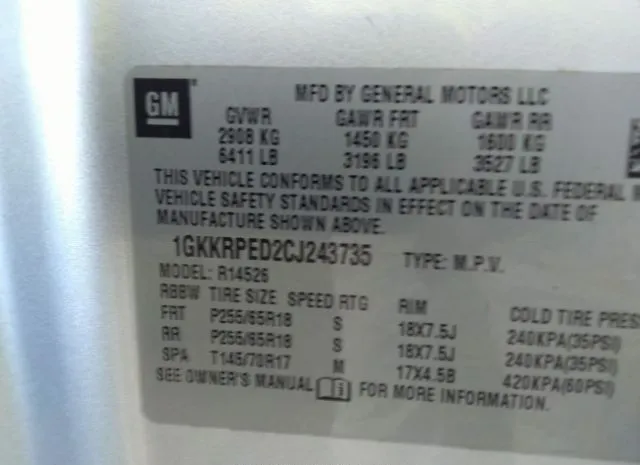 GM
MFD BY GENERAL MOTORS LLC
GVWR GAWR FRT GAWR RR
2908 KG 1450 KG 1600 KG
6411 LB 3196 LB 3527 LB
THIS VEHICLE CONFORMS TO ALL APPLICABLE U.S. FEDERAL
VEHICLE SAFETY STANDARDS IN EFFECT ON THE DATE OF
MANUFACTURE SHOWN ABOVE.
1GKKRPED2CJ243735 TYPE: M.P.V.
MODEL: R14526
RBBW TIRE SIZE SPEED RTG RIM COLD TIRE PRES
FRT P255/65R18 S 18X7.5J 240KPA(35PSI)
RR P255/65R18 S 18X7.5J 240KPA(35PSI)
SPA T145/70R17 M 17X4.5B 420KPA(60PSI)
SEE OWNER'S MANUAL i FOR MORE INFORMATION.